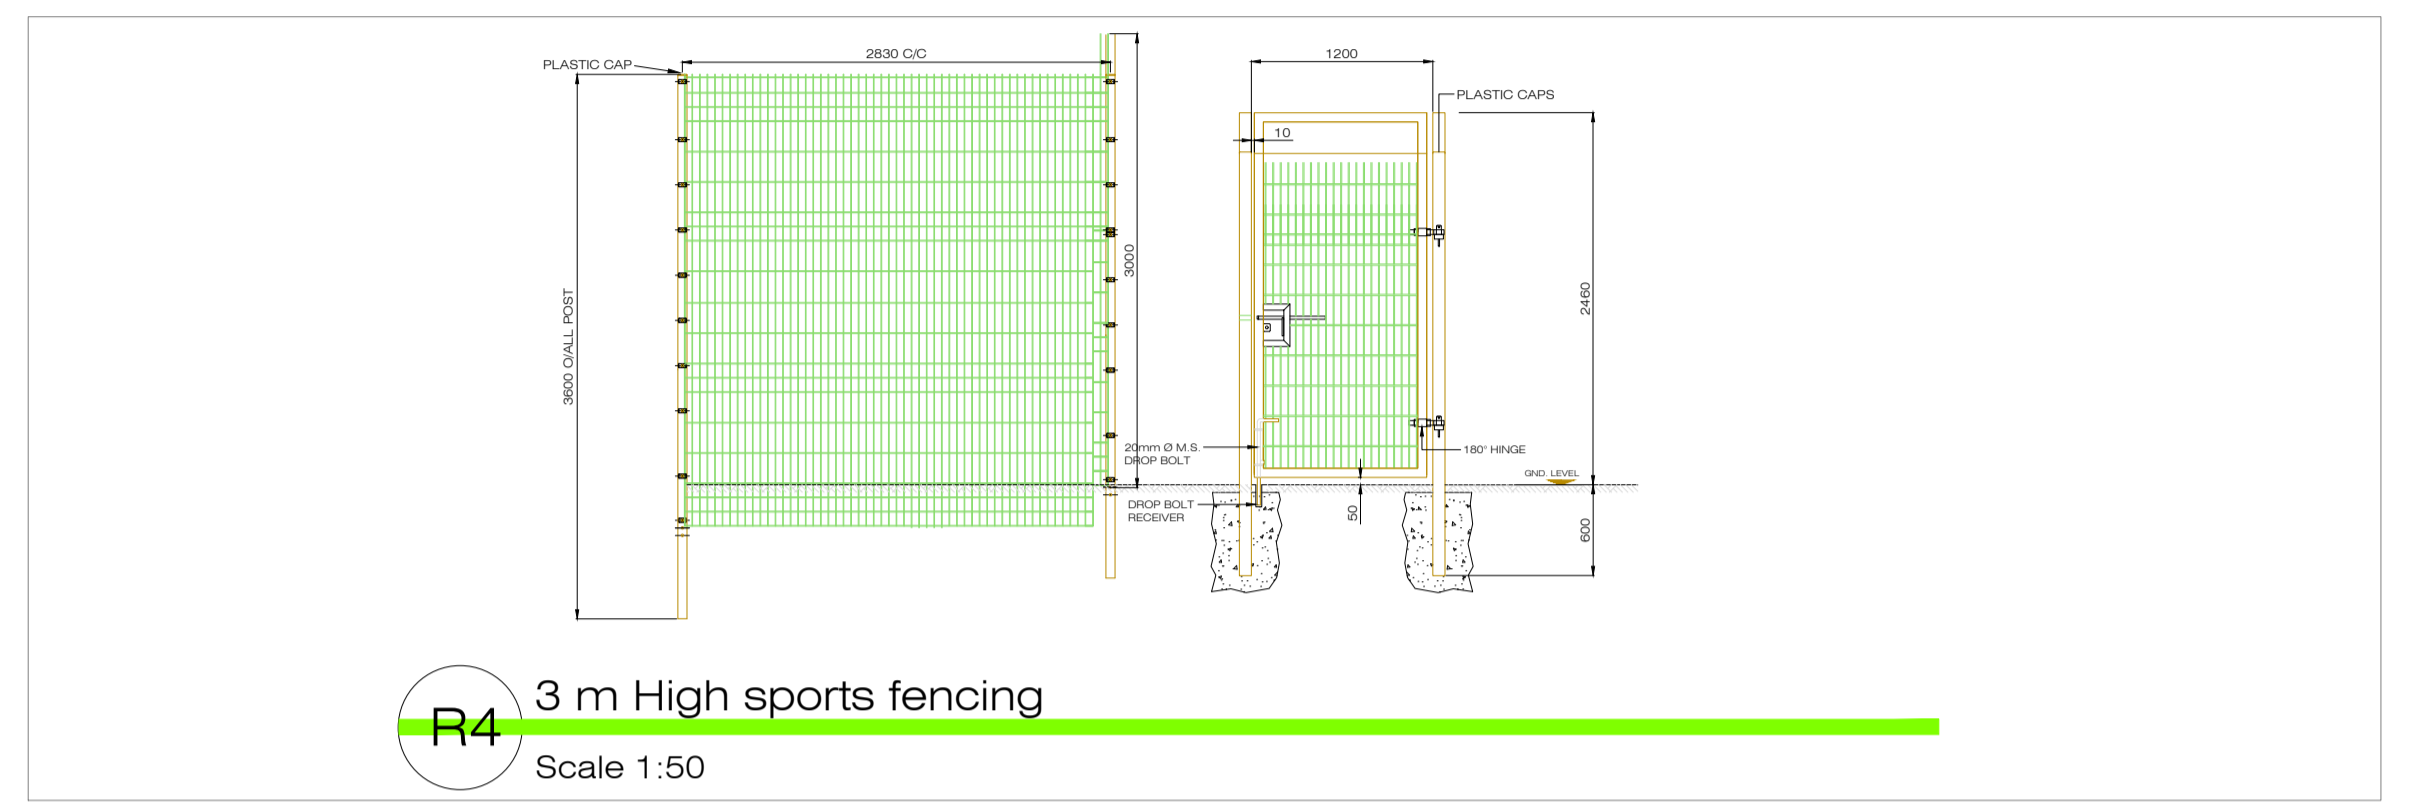 2830 C/C
PLASTIC CAP
3600 O/ALL POST
3000
1200
PLASTIC CAPS
10
2460
20mm Ø M.S.
DROP BOLT
180° HINGE
GND. LEVEL
DROP BOLT
RECEIVER
50
600
R4
3 m High sports fencing
Scale 1:50